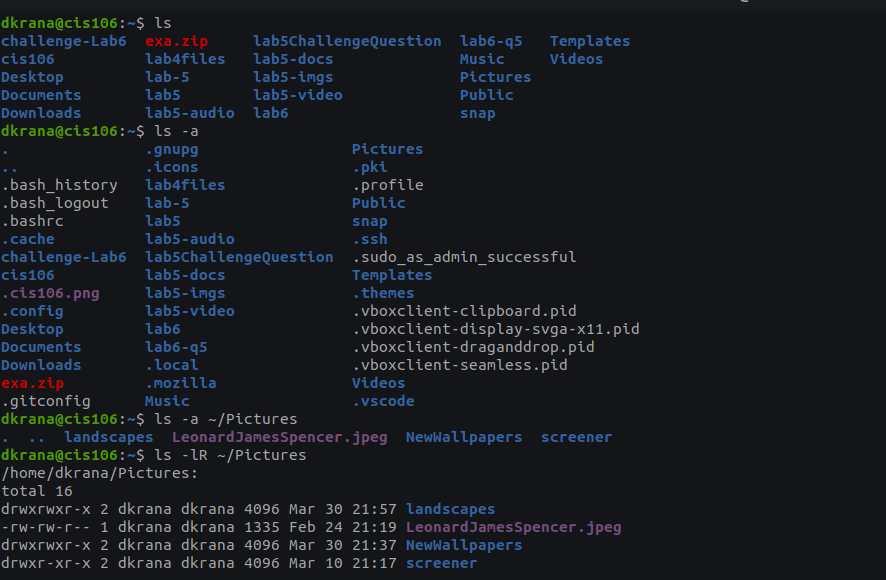 dkrana@cis106:~$ ls
challenge-Lab6 exa.zip lab5ChallengeQuestion lab6-q5 Templates
cis106 lab4files lab5-docs Music Videos
Desktop lab-5 lab5-imgs Pictures
Documents lab5 lab5-video Public
Downloads lab5-audio lab6 snap
dkrana@cis106:~$ ls -a
. .gnupg Pictures
.. .icons .pki
.bash_history lab4files .profile
.bash_logout lab-5 Public
.bashrc lab5 snap
.cache lab5-audio .ssh
challenge-Lab6 lab5ChallengeQuestion .sudo_as_admin_successful
cis106 lab5-docs Templates
.cis106.png lab5-imgs .themes
.config lab5-video .vboxclient-clipboard.pid
Desktop lab6 .vboxclient-display-svga-x11.pid
Documents lab6-q5 .vboxclient-draganddrop.pid
Downloads .local .vboxclient-seamless.pid
exa.zip .mozilla Videos
.gitconfig Music .vscode
dkrana@cis106:~$ ls -a ~/Pictures
. .. landscapes LeonardJamesSpencer.jpeg NewWallpapers screener
dkrana@cis106:~$ ls -lR ~/Pictures
/home/dkrana/Pictures:
total 16
drwxrwxr-x 2 dkrana dkrana 4096 Mar 30 21:57 landscapes
-rw-rw-r-- 1 dkrana dkrana 1335 Feb 24 21:19 LeonardJamesSpencer.jpeg
drwxrwxr-x 2 dkrana dkrana 4096 Mar 30 21:37 NewWallpapers
drwxr-xr-x 2 dkrana dkrana 4096 Mar 10 21:17 screener